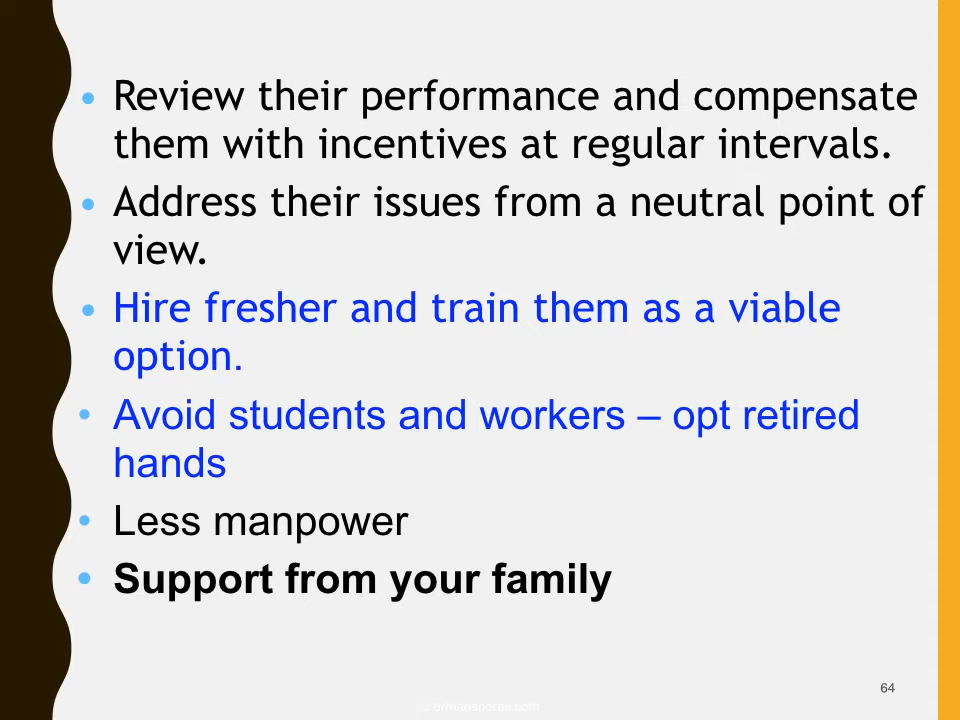 • Review their performance and compensate
them with incentives at regular intervals.
• Address their issues from a neutral point of
view.
• Hire fresher and train them as a viable
option.
• Avoid students and workers – opt retired
hands
• Less manpower
• Support from your family
64